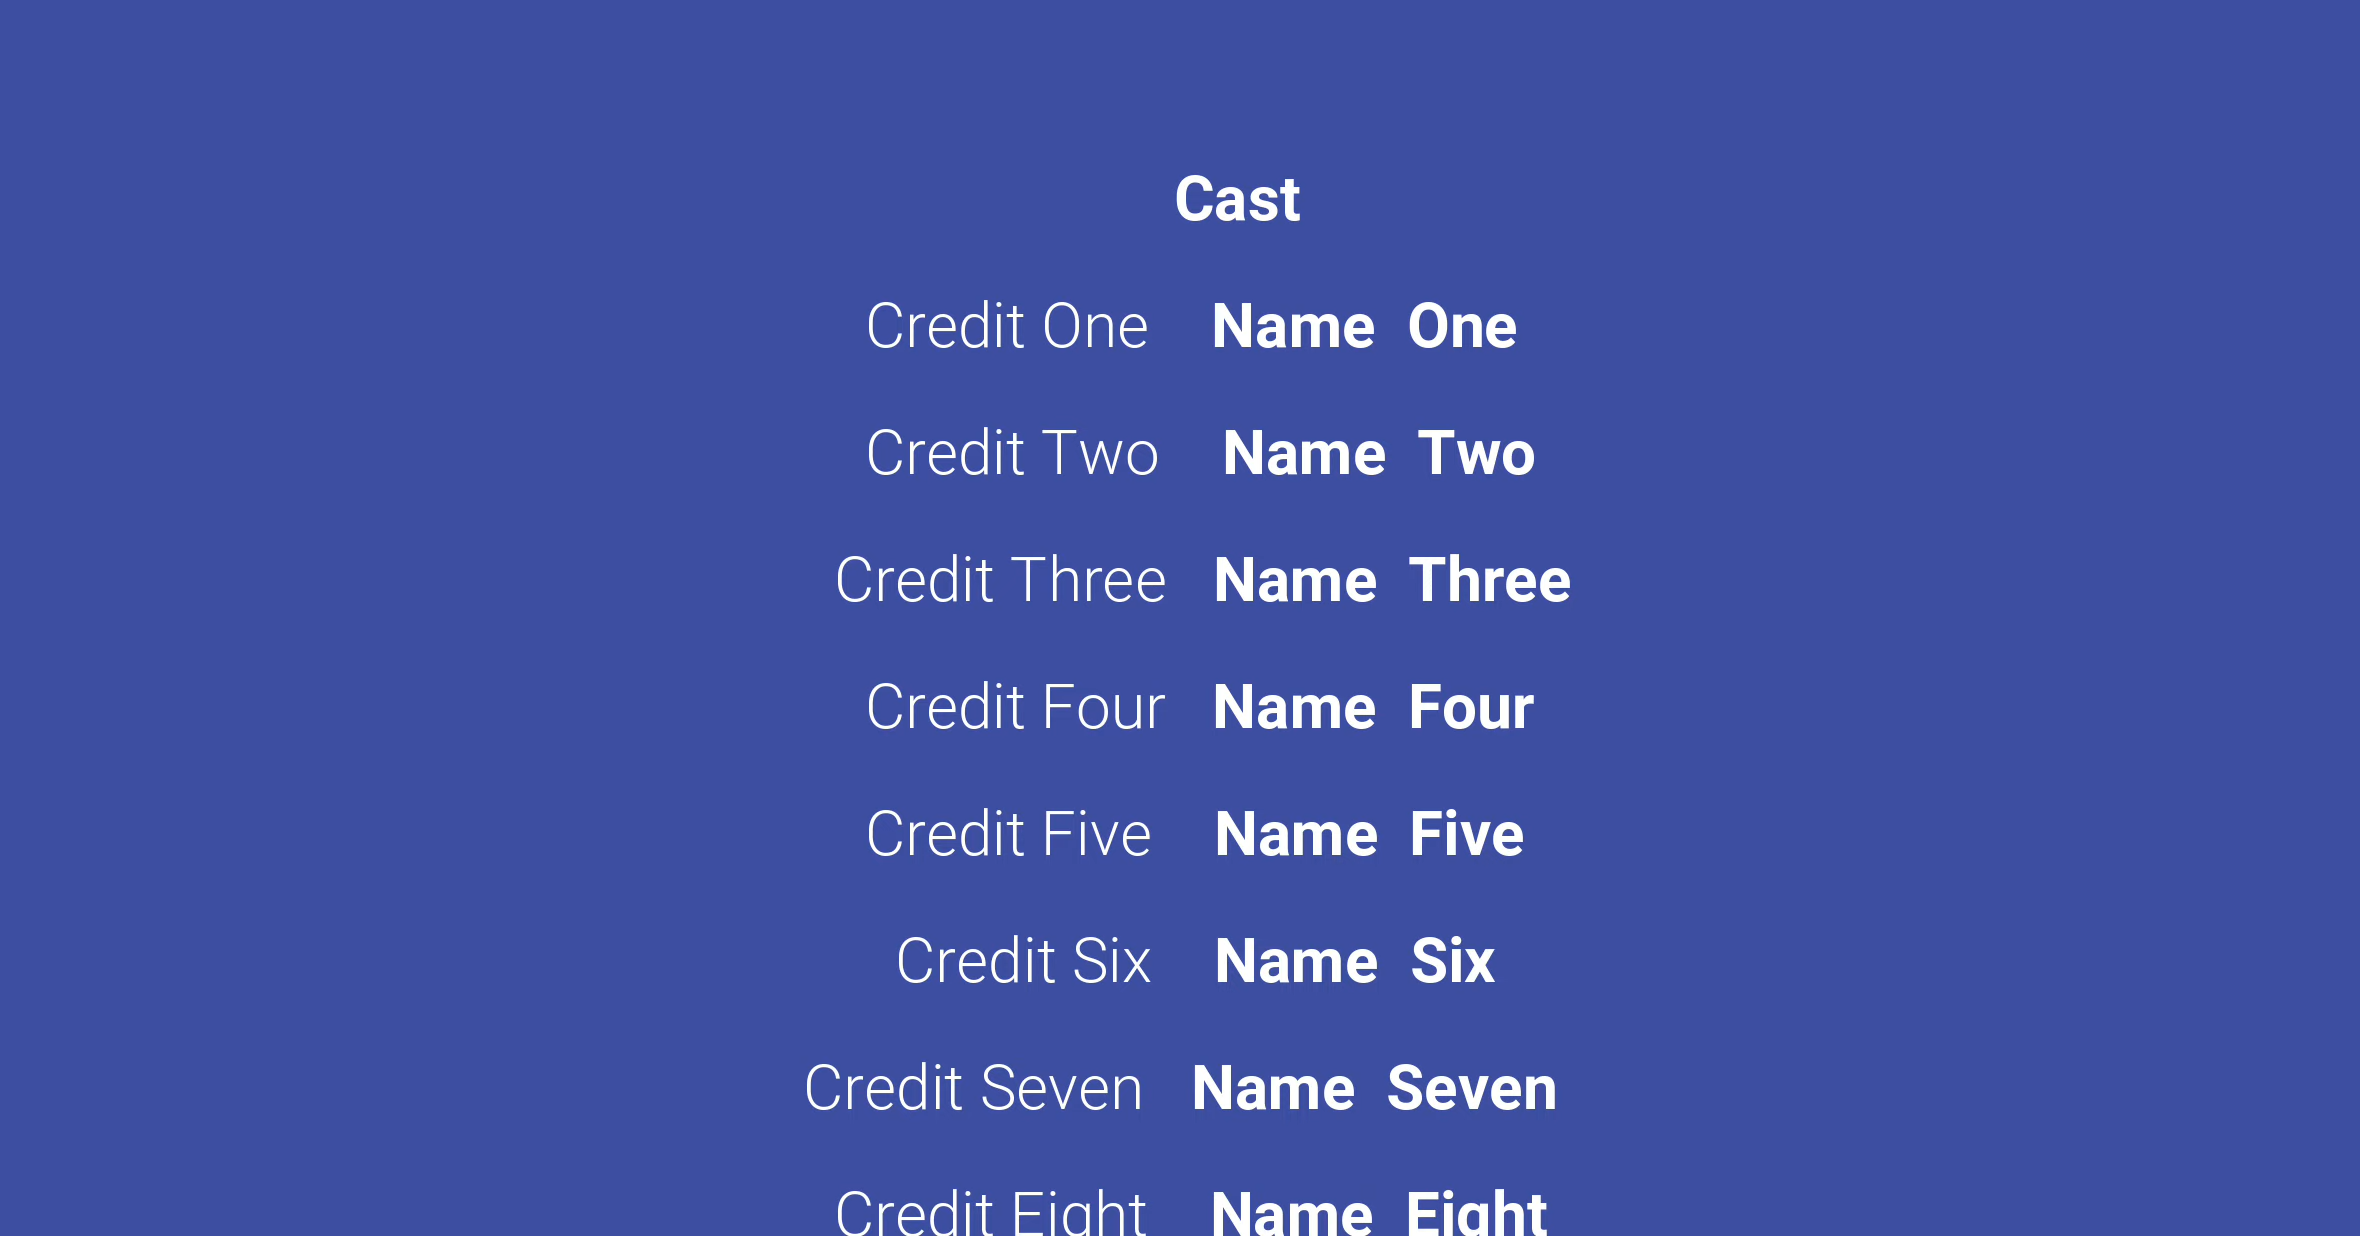 Cast
Credit One Name One
Credit Two Name Two
Credit Three Name Three
Credit Four Name Four
Credit Five Name Five
Credit Six Name Six
Credit Seven Name Seven
Credit Eight Name Eight